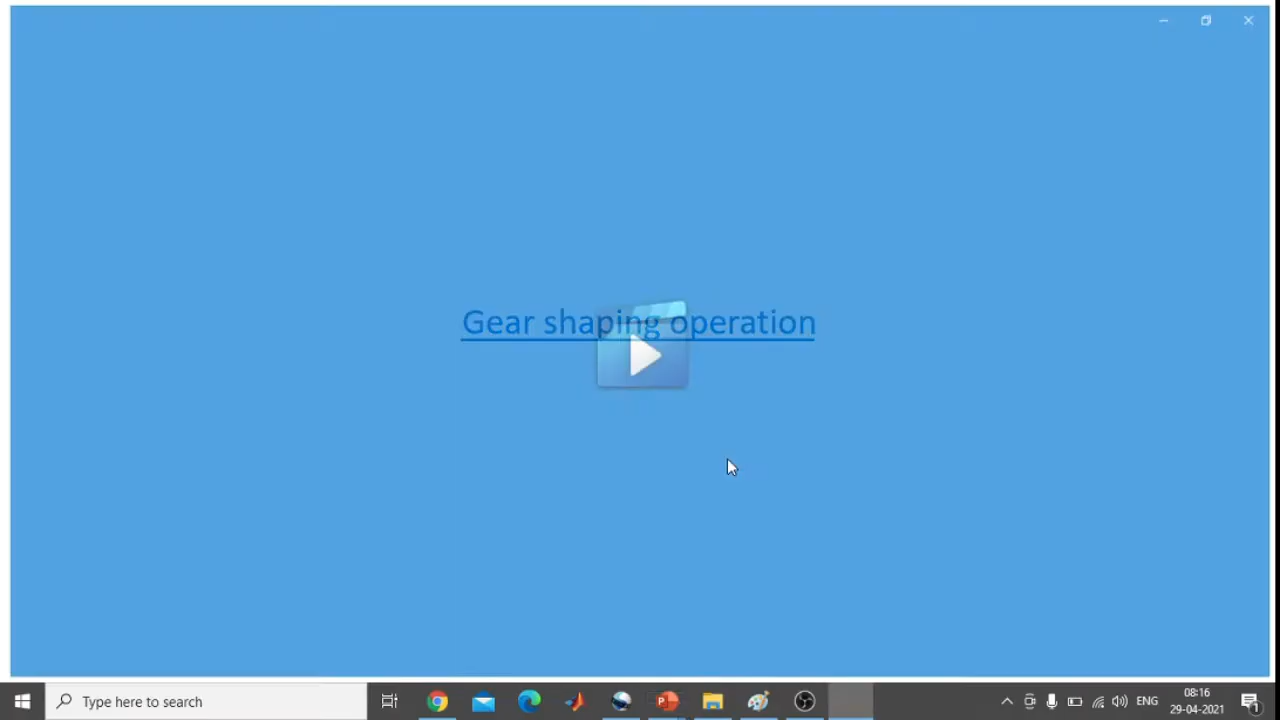 Gear shaping operation
Type here to search
ENG
08:16
29-04-2021